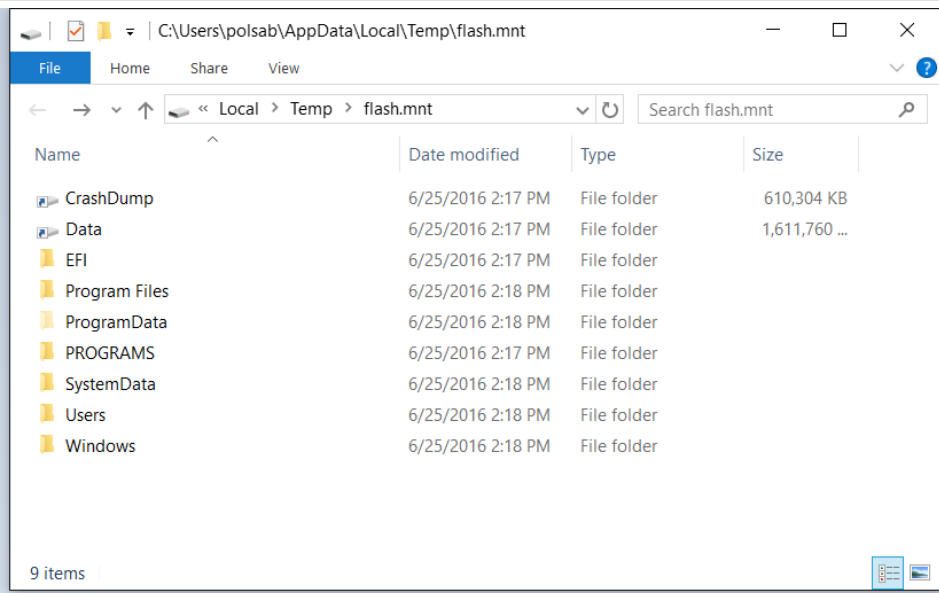 C:\Users\polsab\AppData\Local\Temp\flash.mnt
File Home Share View
?
« Local > Temp > flash.mnt Search flash.mnt
Name Date modified Type Size
CrashDump 6/25/2016 2:17 PM File folder 610,304 KB
Data 6/25/2016 2:17 PM File folder 1,611,760 ...
EFI 6/25/2016 2:17 PM File folder
Program Files 6/25/2016 2:18 PM File folder
ProgramData 6/25/2016 2:18 PM File folder
PROGRAMS 6/25/2016 2:17 PM File folder
SystemData 6/25/2016 2:18 PM File folder
Users 6/25/2016 2:18 PM File folder
Windows 6/25/2016 2:18 PM File folder
9 items